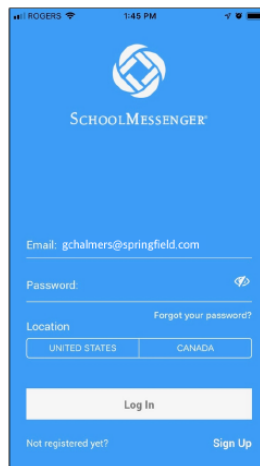 ROGERS 1:45 PM
SCHOOLMESSENGER®
Email: gchalmers@springfield.com
Password:
Forgot your password?
Location
UNITED STATES CANADA
Log In
Not registered yet? Sign Up